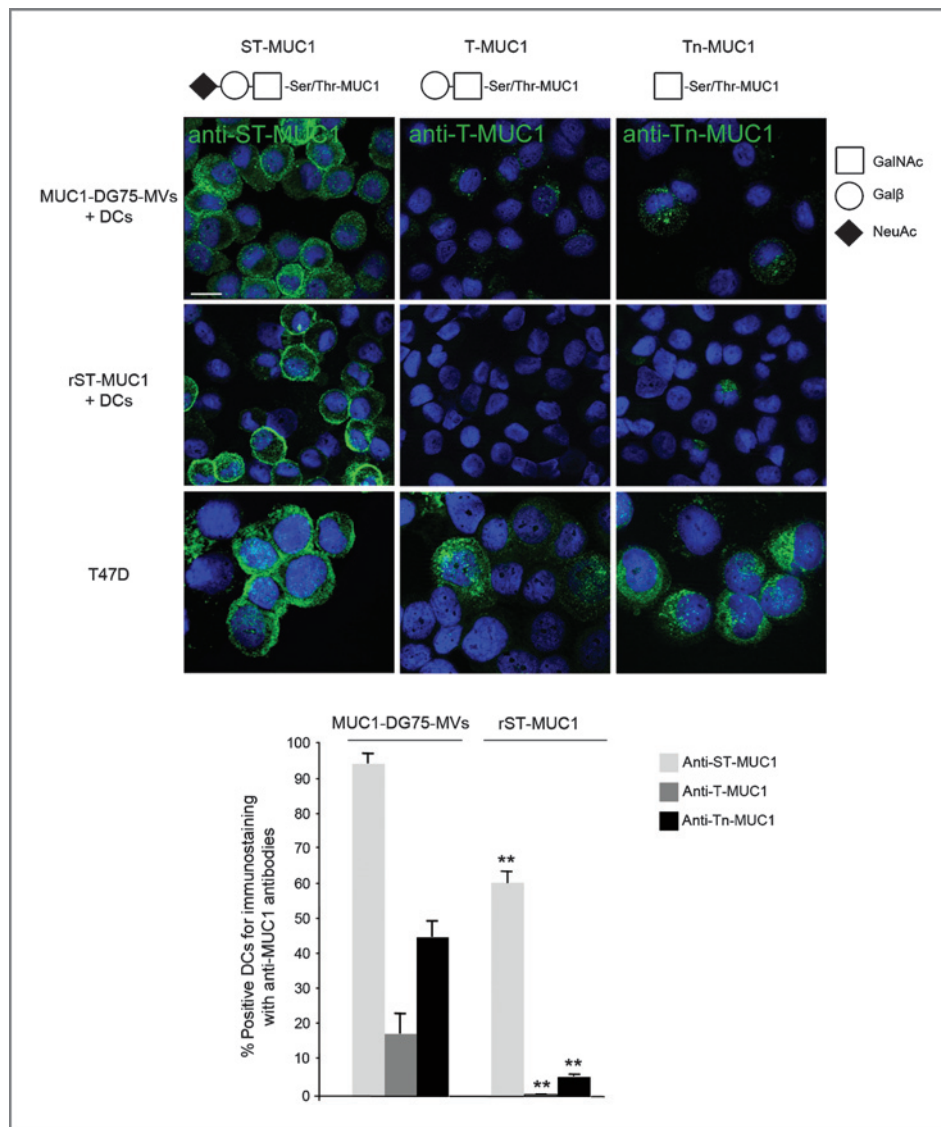 ST-MUC1 T-MUC1 Tn-MUC1
-Ser/Thr-MUC1 -Ser/Thr-MUC1 -Ser/Thr-MUC1
anti-ST-MUC1 anti-T-MUC1 anti-Tn-MUC1
GalNAc
Galβ
NeuAc
MUC1-DG75-MVs
+ DCs
rST-MUC1
+ DCs
T47D
MUC1-DG75-MVs rST-MUC1
% Positive DCs for immunostaining
with anti-MUC1 antibodies
100
90
80
70
60
50
40
30
20
10
0
**
**
**
Anti-ST-MUC1
Anti-T-MUC1
Anti-Tn-MUC1